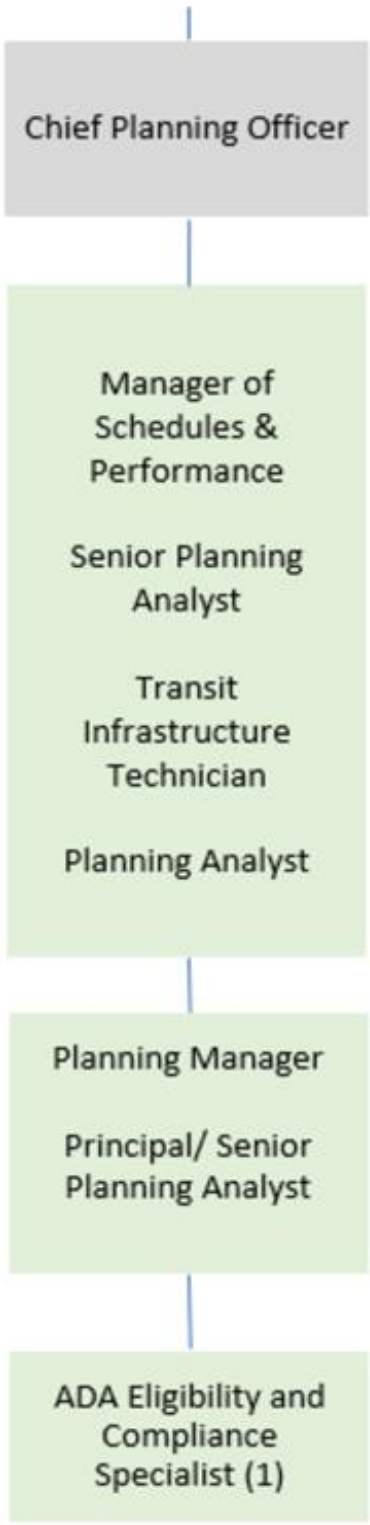 Chief Planning Officer
Manager of
Schedules &
Performance
Senior Planning
Analyst
Transit
Infrastructure
Technician
Planning Analyst
Planning Manager
Principal/ Senior
Planning Analyst
ADA Eligibility and
Compliance
Specialist (1)